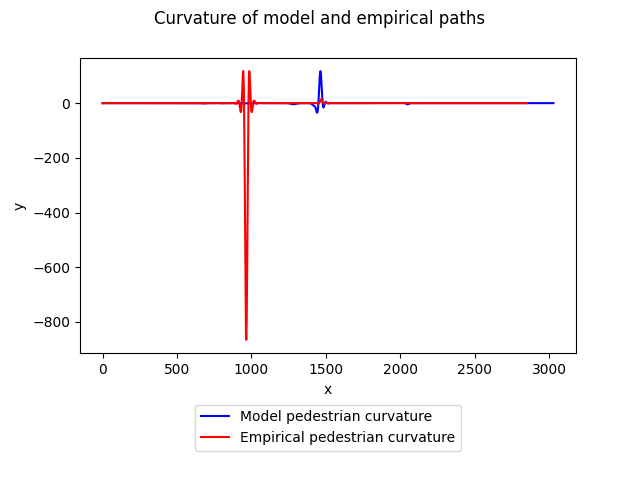 Curvature of model and empirical paths
0
−200
−400
−600
−800
y
0 500 1000 1500 2000 2500 3000
x
Model pedestrian curvature
Empirical pedestrian curvature